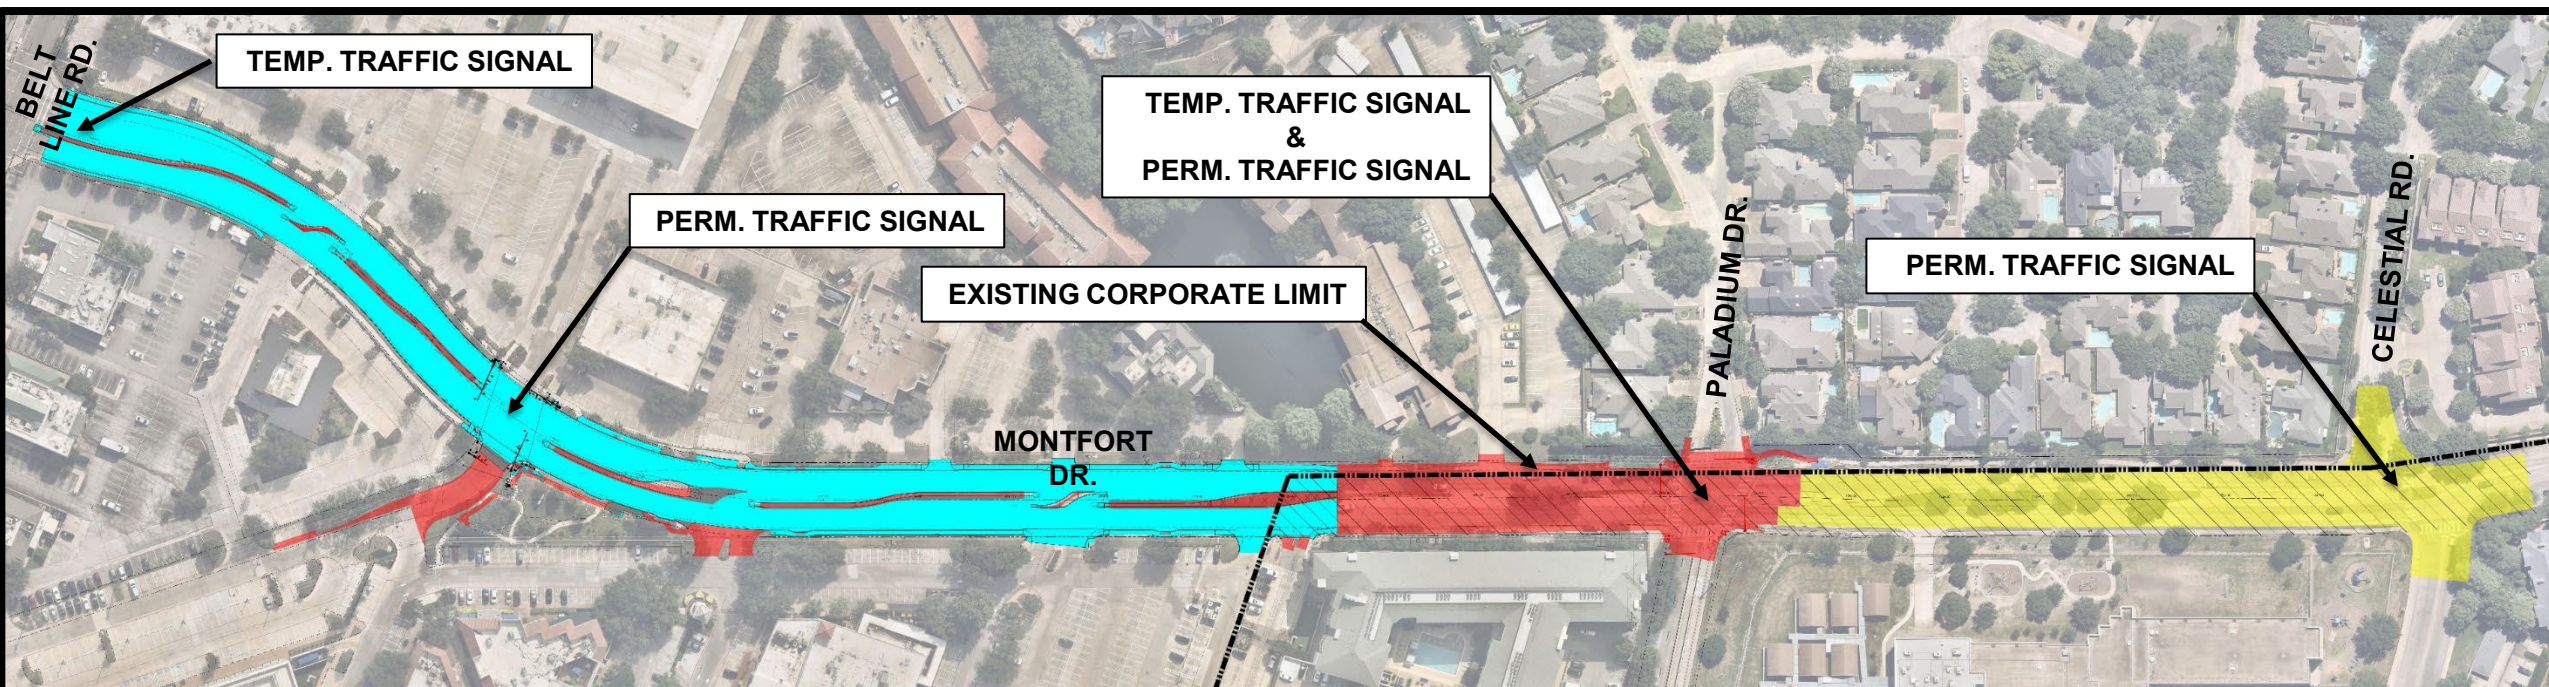 BELT
LINE RD.
TEMP. TRAFFIC SIGNAL
PERM. TRAFFIC SIGNAL
EXISTING CORPORATE LIMIT
MONTFORT
DR.
TEMP. TRAFFIC SIGNAL
&
PERM. TRAFFIC SIGNAL
PALADIUM DR.
PERM. TRAFFIC SIGNAL
CELESTIAL RD.